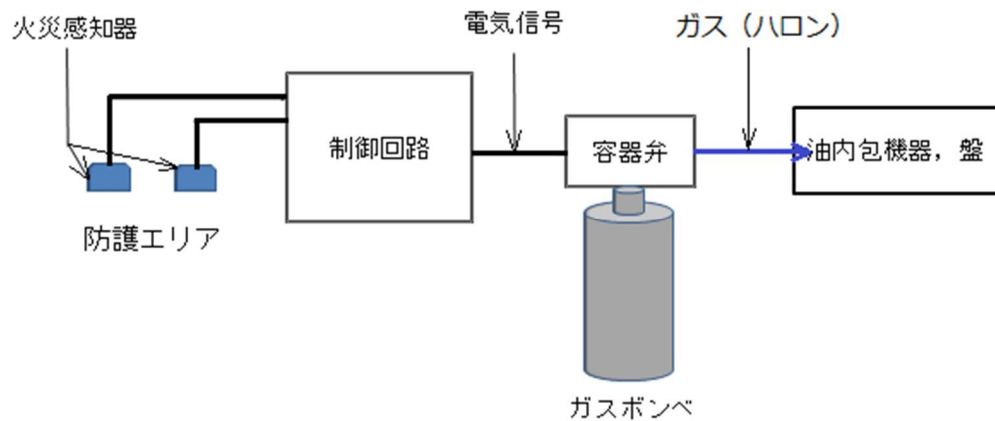 火災感知器
電気信号
ガス（ハロン）
制御回路
容器弁
油内包機器，盤
防護エリア
ガスボンベ